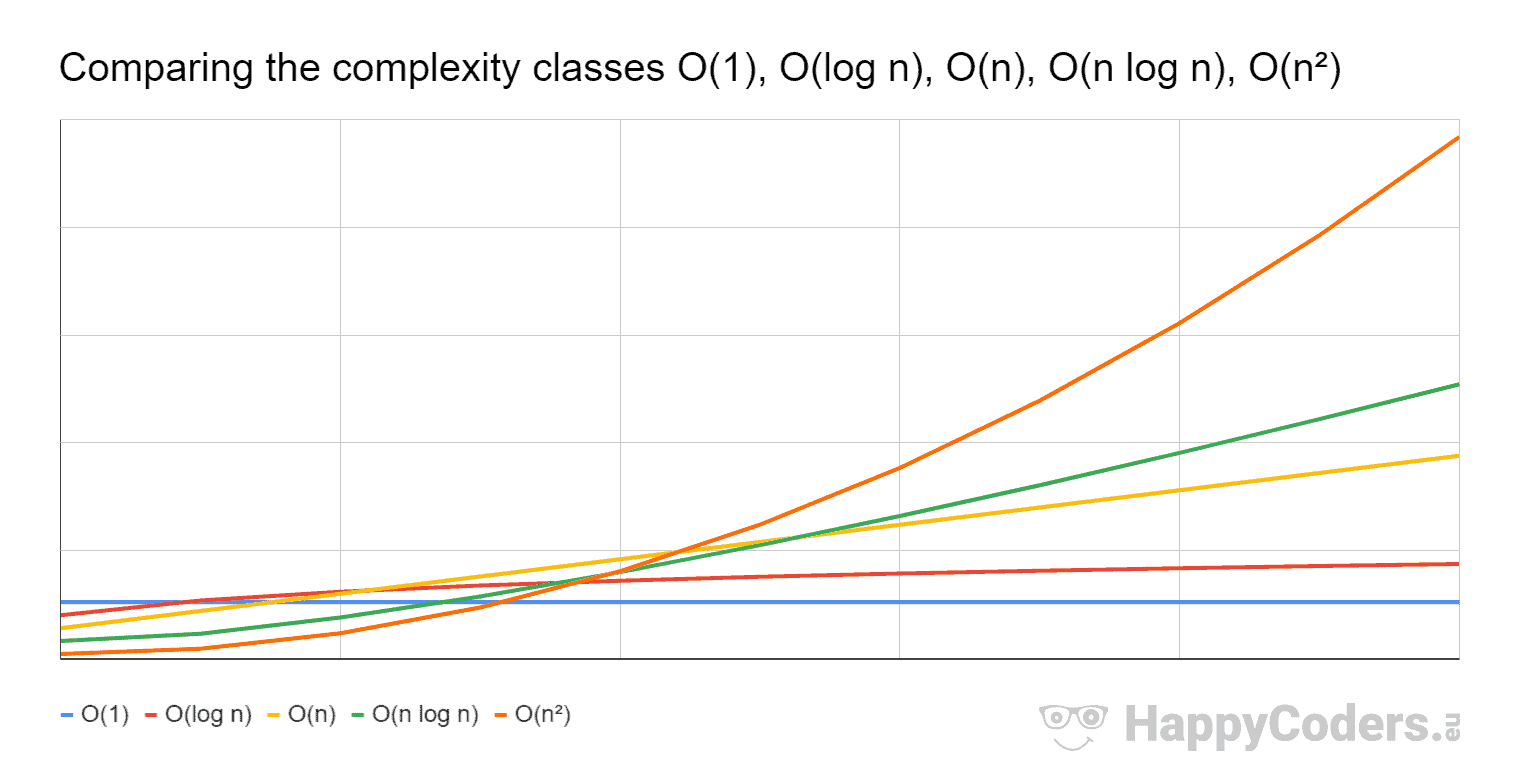 Comparing the complexity classes O(1), O(log n), O(n), O(n log n), O(n²)
O(1) O(log n) O(n) O(n log n) O(n²)
HappyCoders.eu